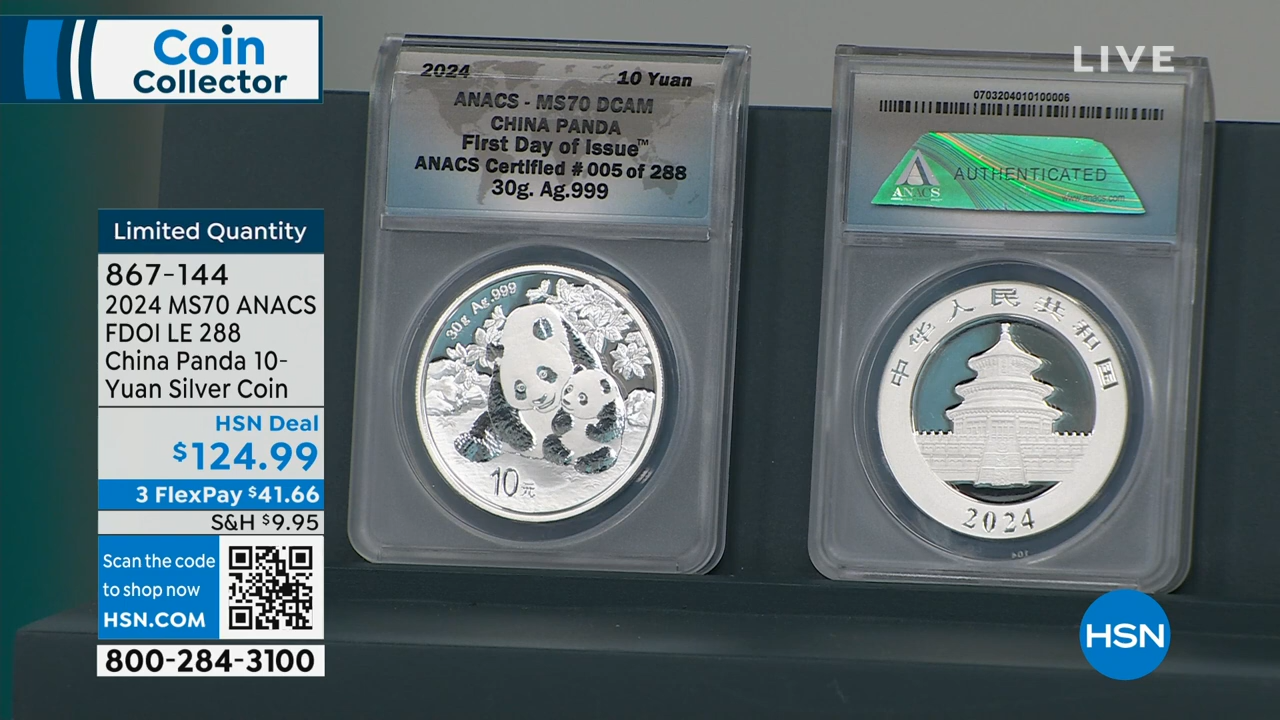 Coin
Collector
LIVE
Limited Quantity
867-144
2024 MS70 ANACS
FDOI LE 288
China Panda 10-
Yuan Silver Coin
HSN Deal
$124.99
3 FlexPay $41.66
S&H $9.95
Scan the code
to shop now
HSN.COM
800-284-3100
2024 10 Yuan
ANACS - MS70 DCAM
CHINA PANDA
First Day of Issue™
ANACS Certified # 005 of 288
30g. Ag.999
30g Ag.999
10元
0703204010100006
ANACS
AUTHENTICATED
www.anacs.com
中华人民共和国
2024
HSN